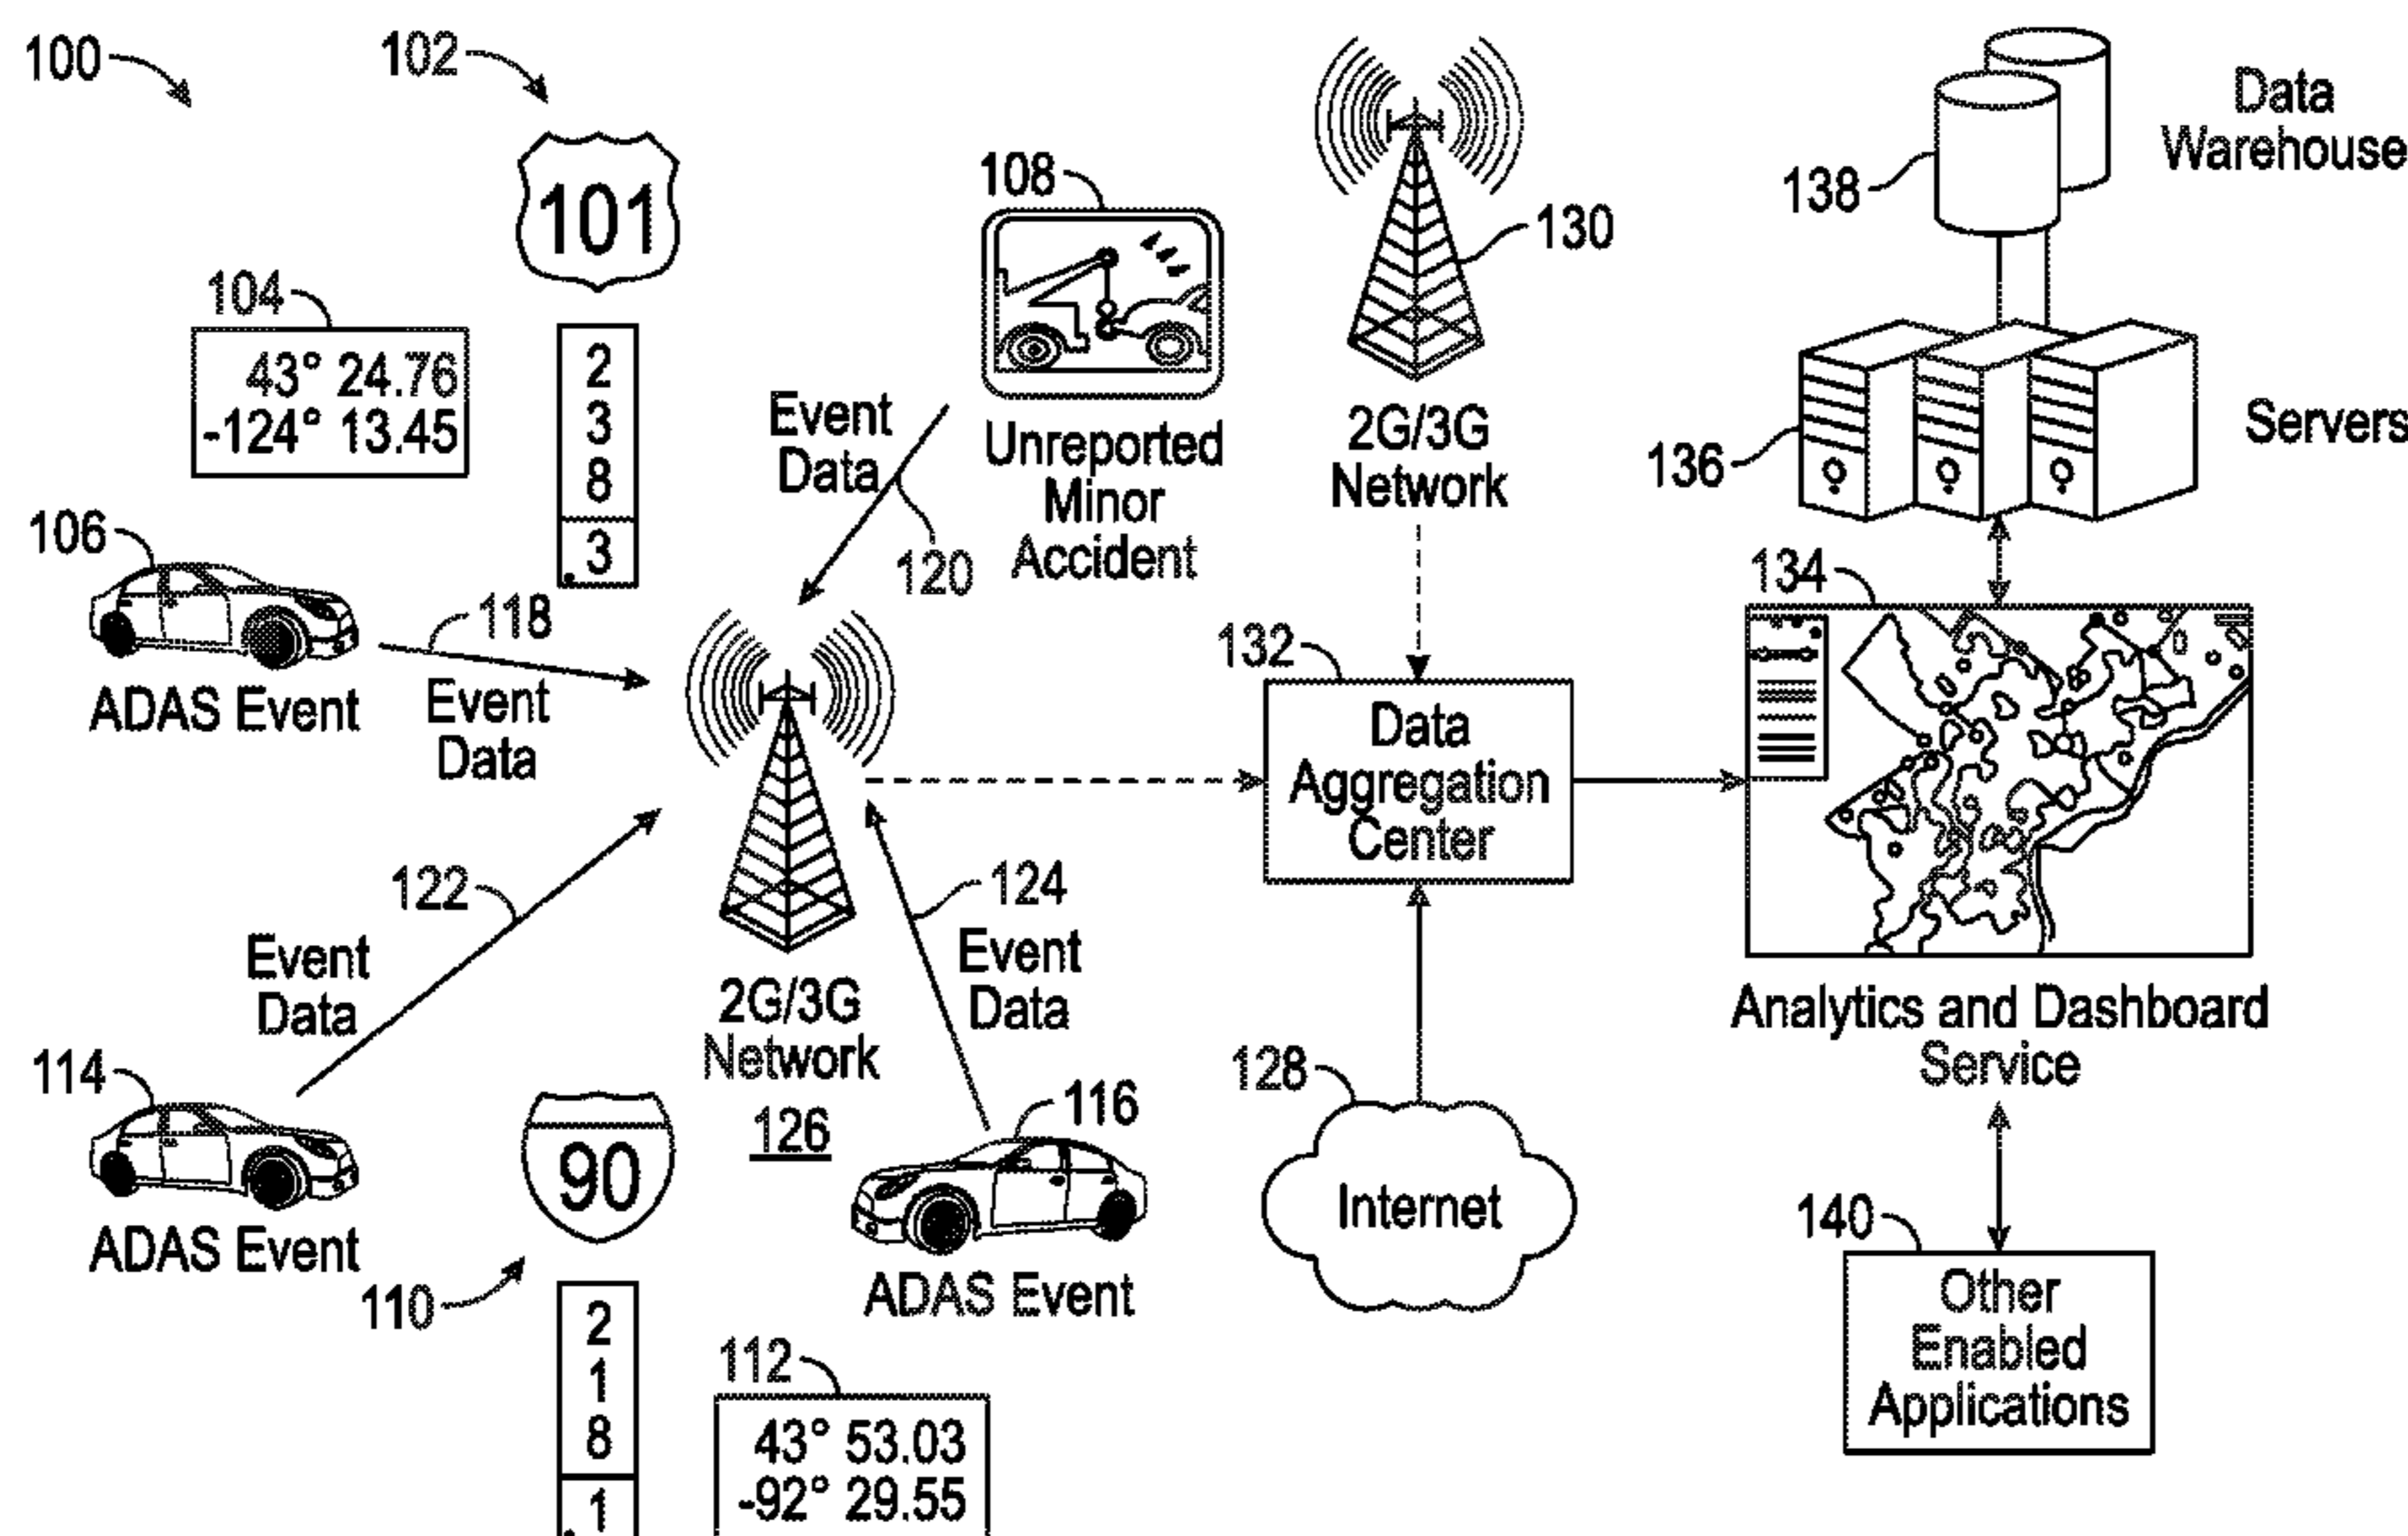 100
102
101
104
43° 24.76
-124° 13.45
2
3
8
.3
106
ADAS Event
118
Event
Data
Event
Data
120
108
Unreported
Minor
Accident
130
2G/3G
Network
138
Data
Warehouse
136
Servers
134
Analytics and Dashboard
Service
132
Data
Aggregation
Center
122
Event
Data
124
Event
Data
2G/3G
Network
126
114
ADAS Event
90
110
2
1
8
.1
116
ADAS Event
112
43° 53.03
-92° 29.55
128
Internet
140
Other
Enabled
Applications